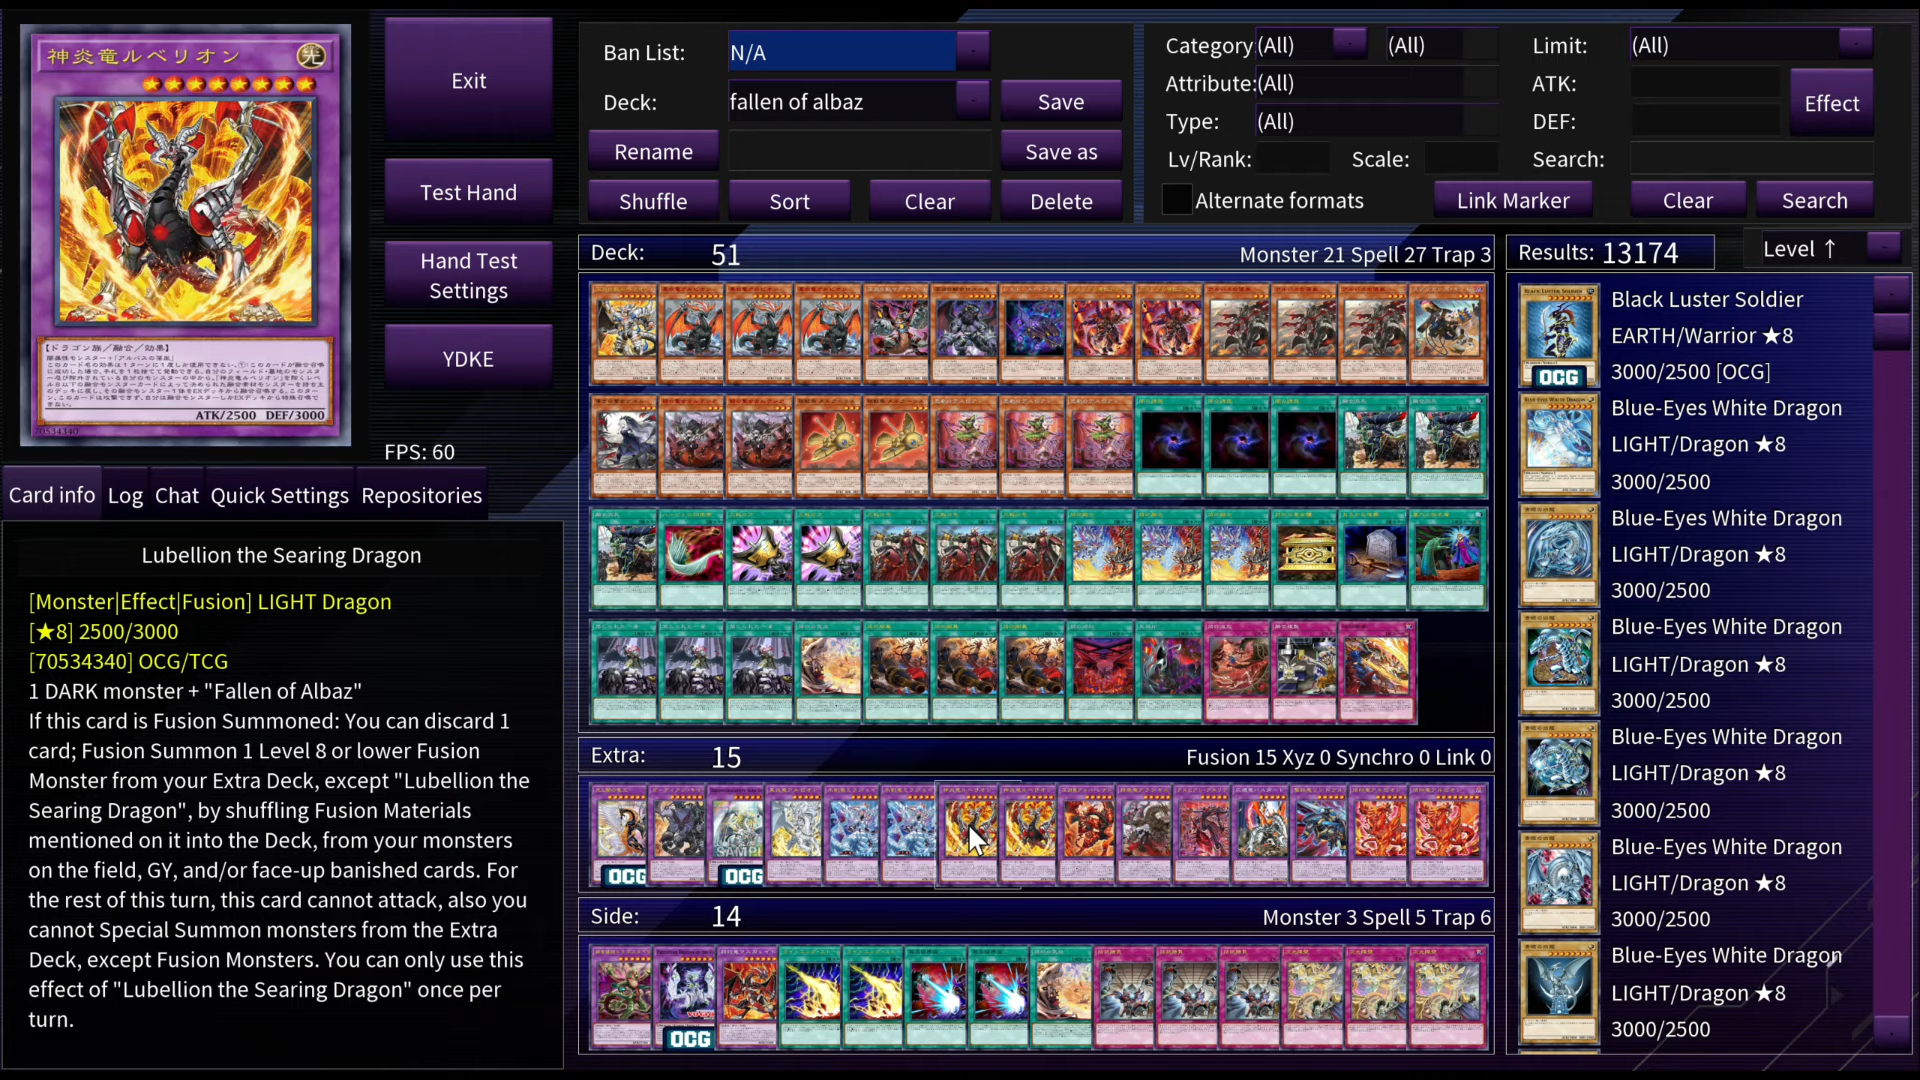 神炎竜ルベリオン
光
【ドラゴン族/融合/効果】
ATK/2500 DEF/3000
70534340
Exit
Test Hand
Hand Test
Settings
YDKE
FPS: 60
Card info
Log
Chat
Quick Settings
Repositories
Lubellion the Searing Dragon
[Monster|Effect|Fusion] LIGHT Dragon
[★8] 2500/3000
[70534340] OCG/TCG
1 DARK monster + "Fallen of Albaz"
If this card is Fusion Summoned: You can discard 1
card; Fusion Summon 1 Level 8 or lower Fusion
Monster from your Extra Deck, except "Lubellion the
Searing Dragon", by shuffling Fusion Materials
mentioned on it into the Deck, from your monsters
on the field, GY, and/or face-up banished cards. For
the rest of this turn, this card cannot attack, also you
cannot Special Summon monsters from the Extra
Deck, except Fusion Monsters. You can only use this
effect of "Lubellion the Searing Dragon" once per
turn.
Ban List: N/A
Deck: fallen of albaz Save
Rename Save as
Shuffle Sort Clear Delete
Category: (All) (All) Limit: (All)
Attribute: (All) ATK:
Effect
Type: (All) DEF:
Lv/Rank: Scale: Search:
Alternate formats Link Marker Clear Search
Deck: 51 Monster 21 Spell 27 Trap 3
Extra: 15 Fusion 15 Xyz 0 Synchro 0 Link 0
OCG
OCG
Side: 14 Monster 3 Spell 5 Trap 6
OCG
Results: 13174 Level ↑
Black Luster Soldier
EARTH/Warrior ★8
3000/2500 [OCG]
OCG
Blue-Eyes White Dragon
LIGHT/Dragon ★8
3000/2500
Blue-Eyes White Dragon
LIGHT/Dragon ★8
3000/2500
Blue-Eyes White Dragon
LIGHT/Dragon ★8
3000/2500
Blue-Eyes White Dragon
LIGHT/Dragon ★8
3000/2500
Blue-Eyes White Dragon
LIGHT/Dragon ★8
3000/2500
Blue-Eyes White Dragon
LIGHT/Dragon ★8
3000/2500